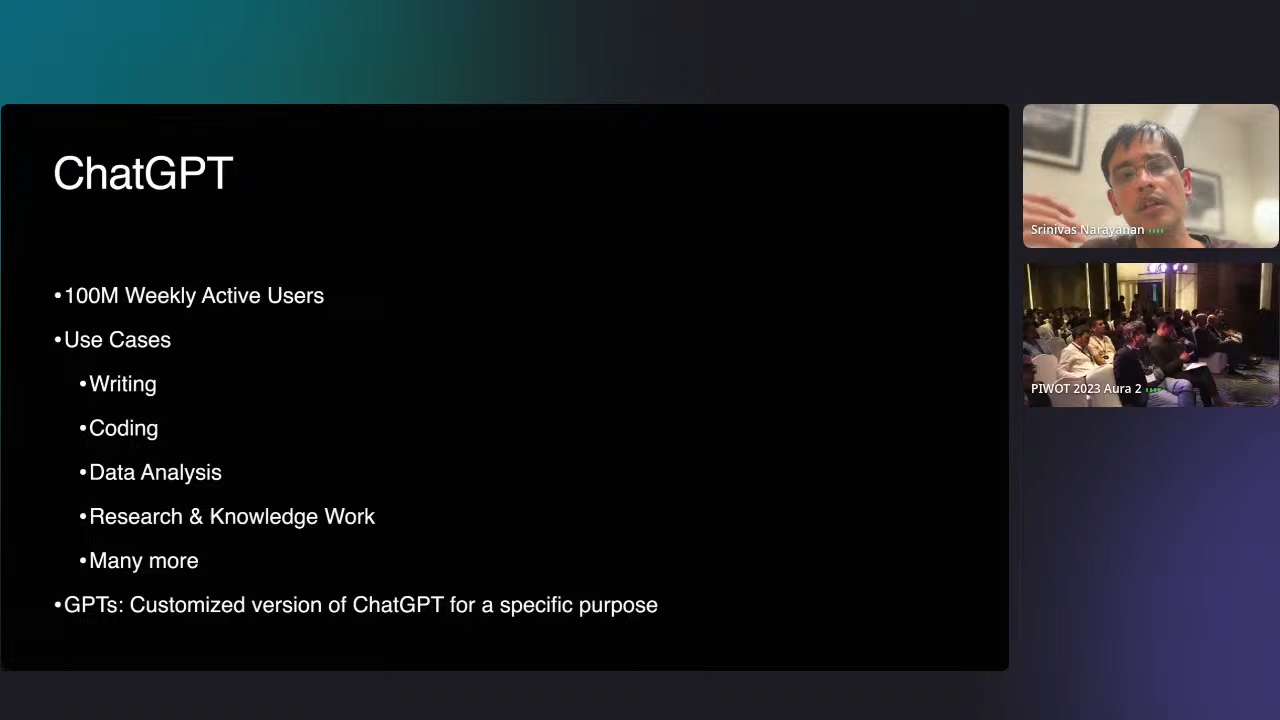 ChatGPT
•100M Weekly Active Users
•Use Cases
•Writing
•Coding
•Data Analysis
•Research & Knowledge Work
•Many more
•GPTs: Customized version of ChatGPT for a specific purpose
Srinivas Narayanan
PIWOT 2023 Aura 2